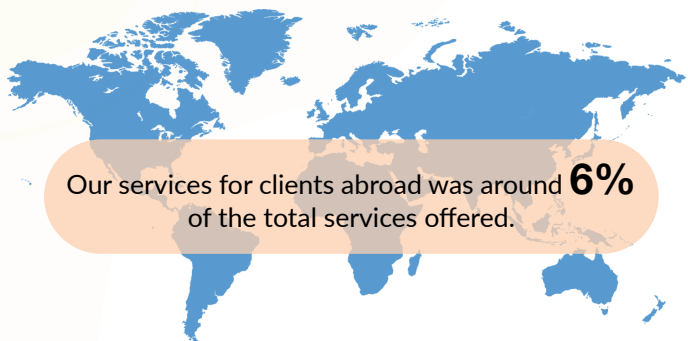 Our services for clients abroad was around 6%
of the total services offered.